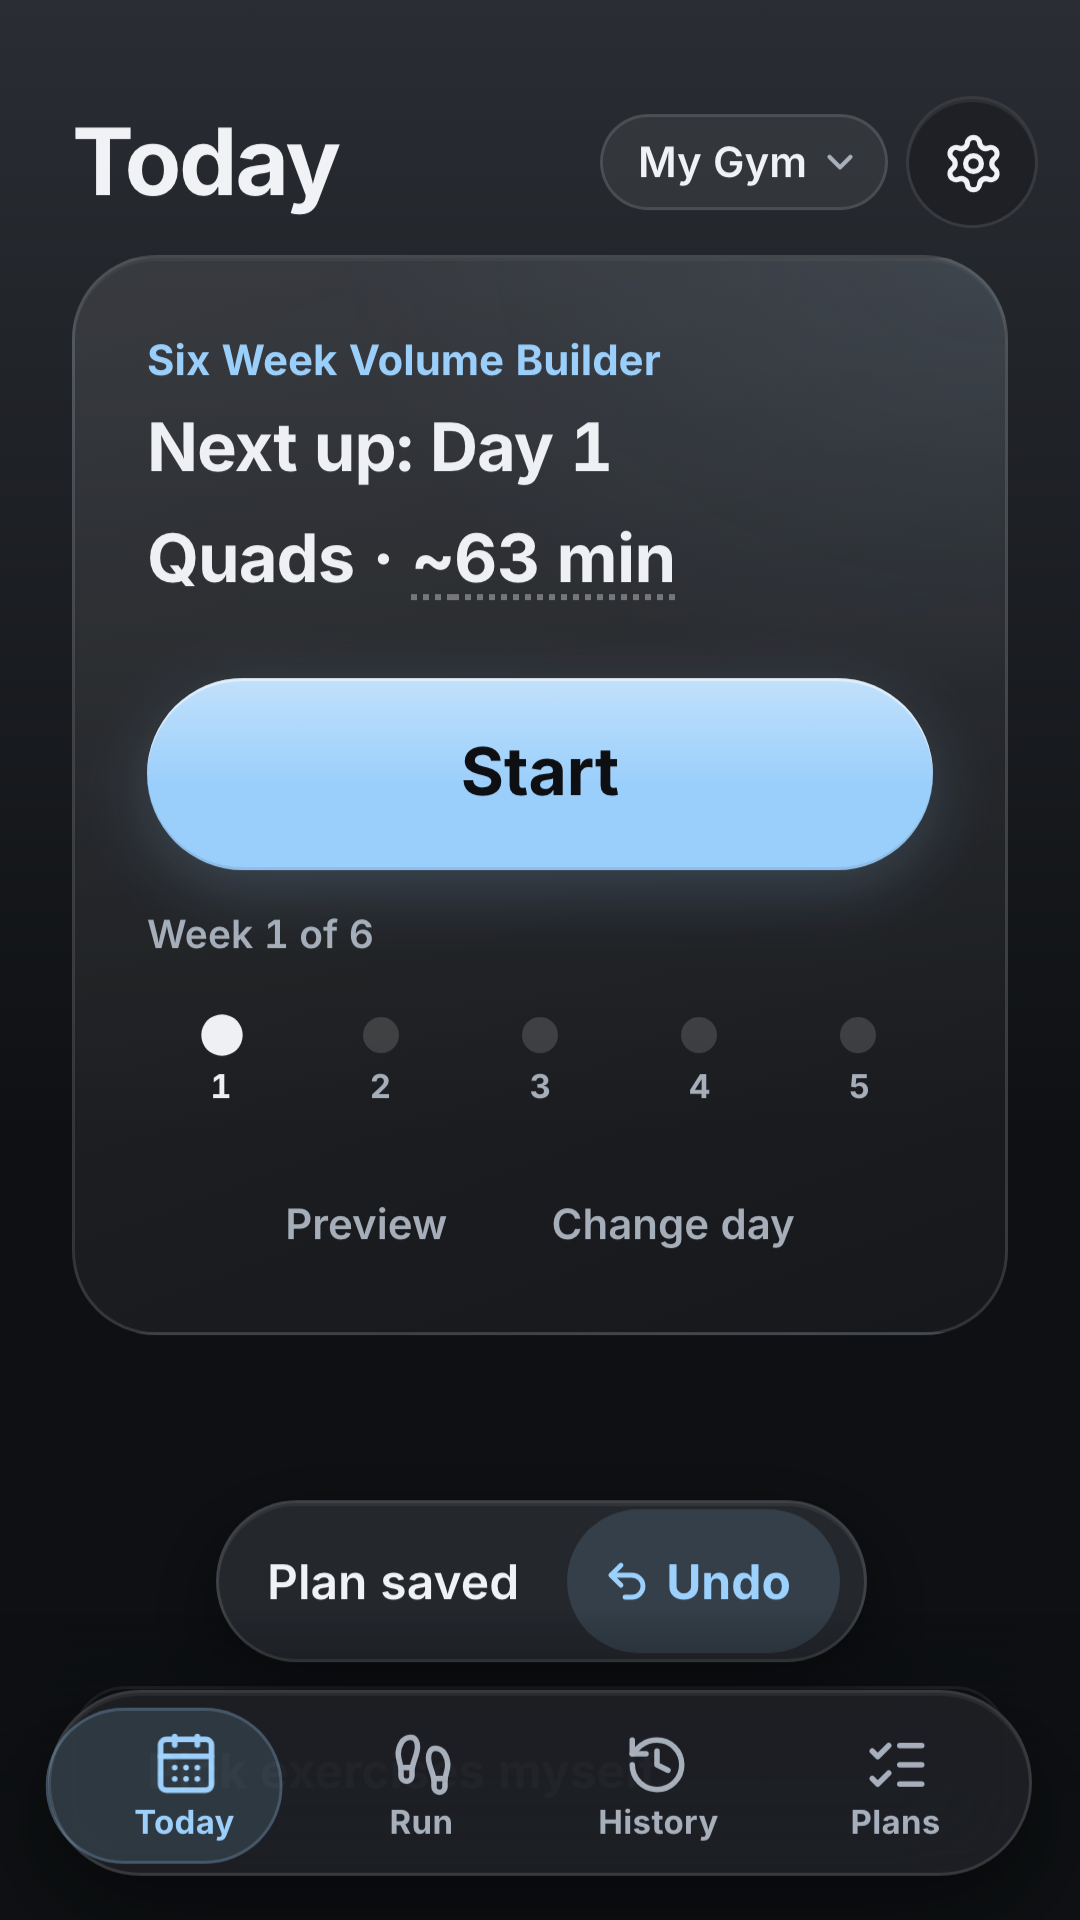 Today
My Gym
Six Week Volume Builder
Next up: Day 1
Quads · ~63 min
Start
Week 1 of 6
1 2 3 4 5
Preview Change day
Plan saved Undo
Today Run History Plans